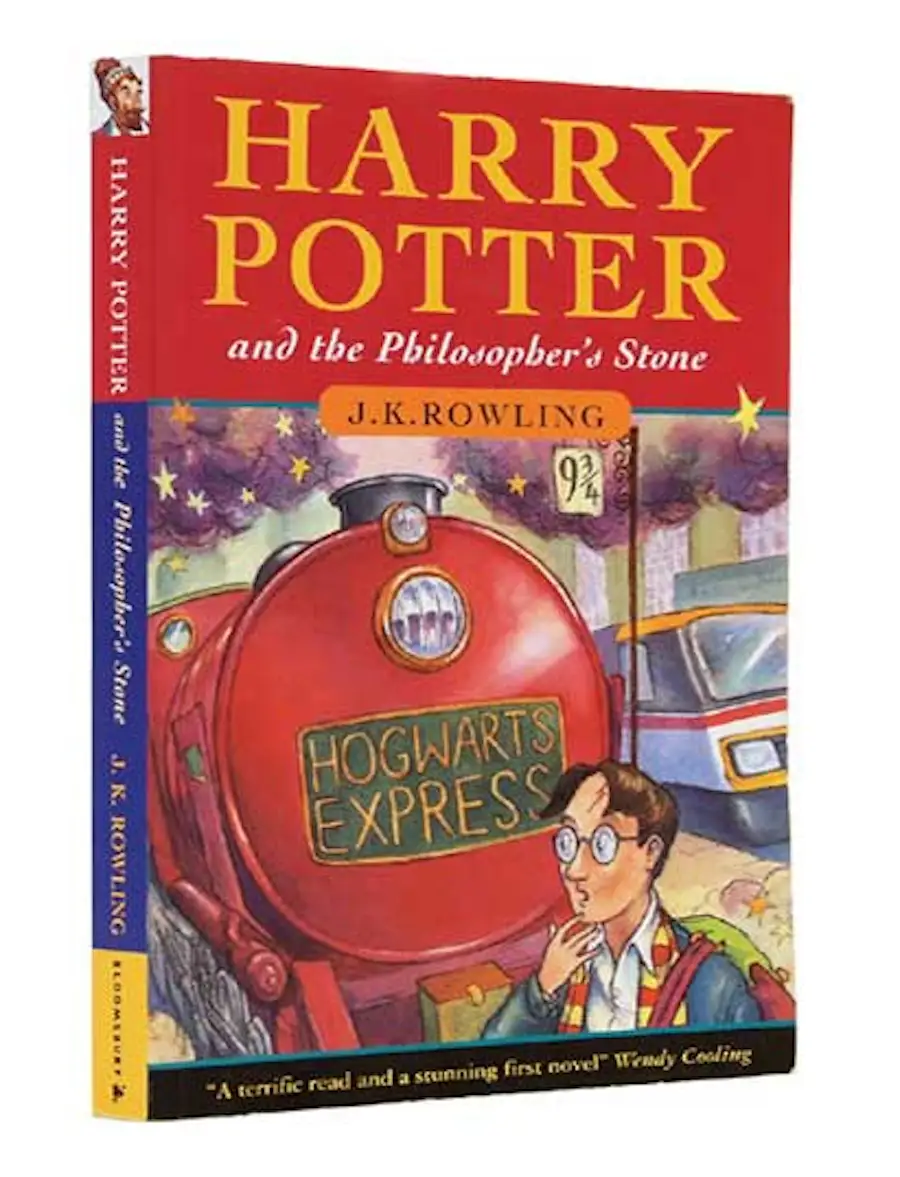 HARRY
POTTER
and the Philosopher's Stone
J.K.ROWLING
9¾
HOGWARTS
EXPRESS
"A terrific read and a stunning first novel" Wendy Cooling
HARRY POTTER and the Philosopher's Stone J. K. ROWLING BLOOMSBURY